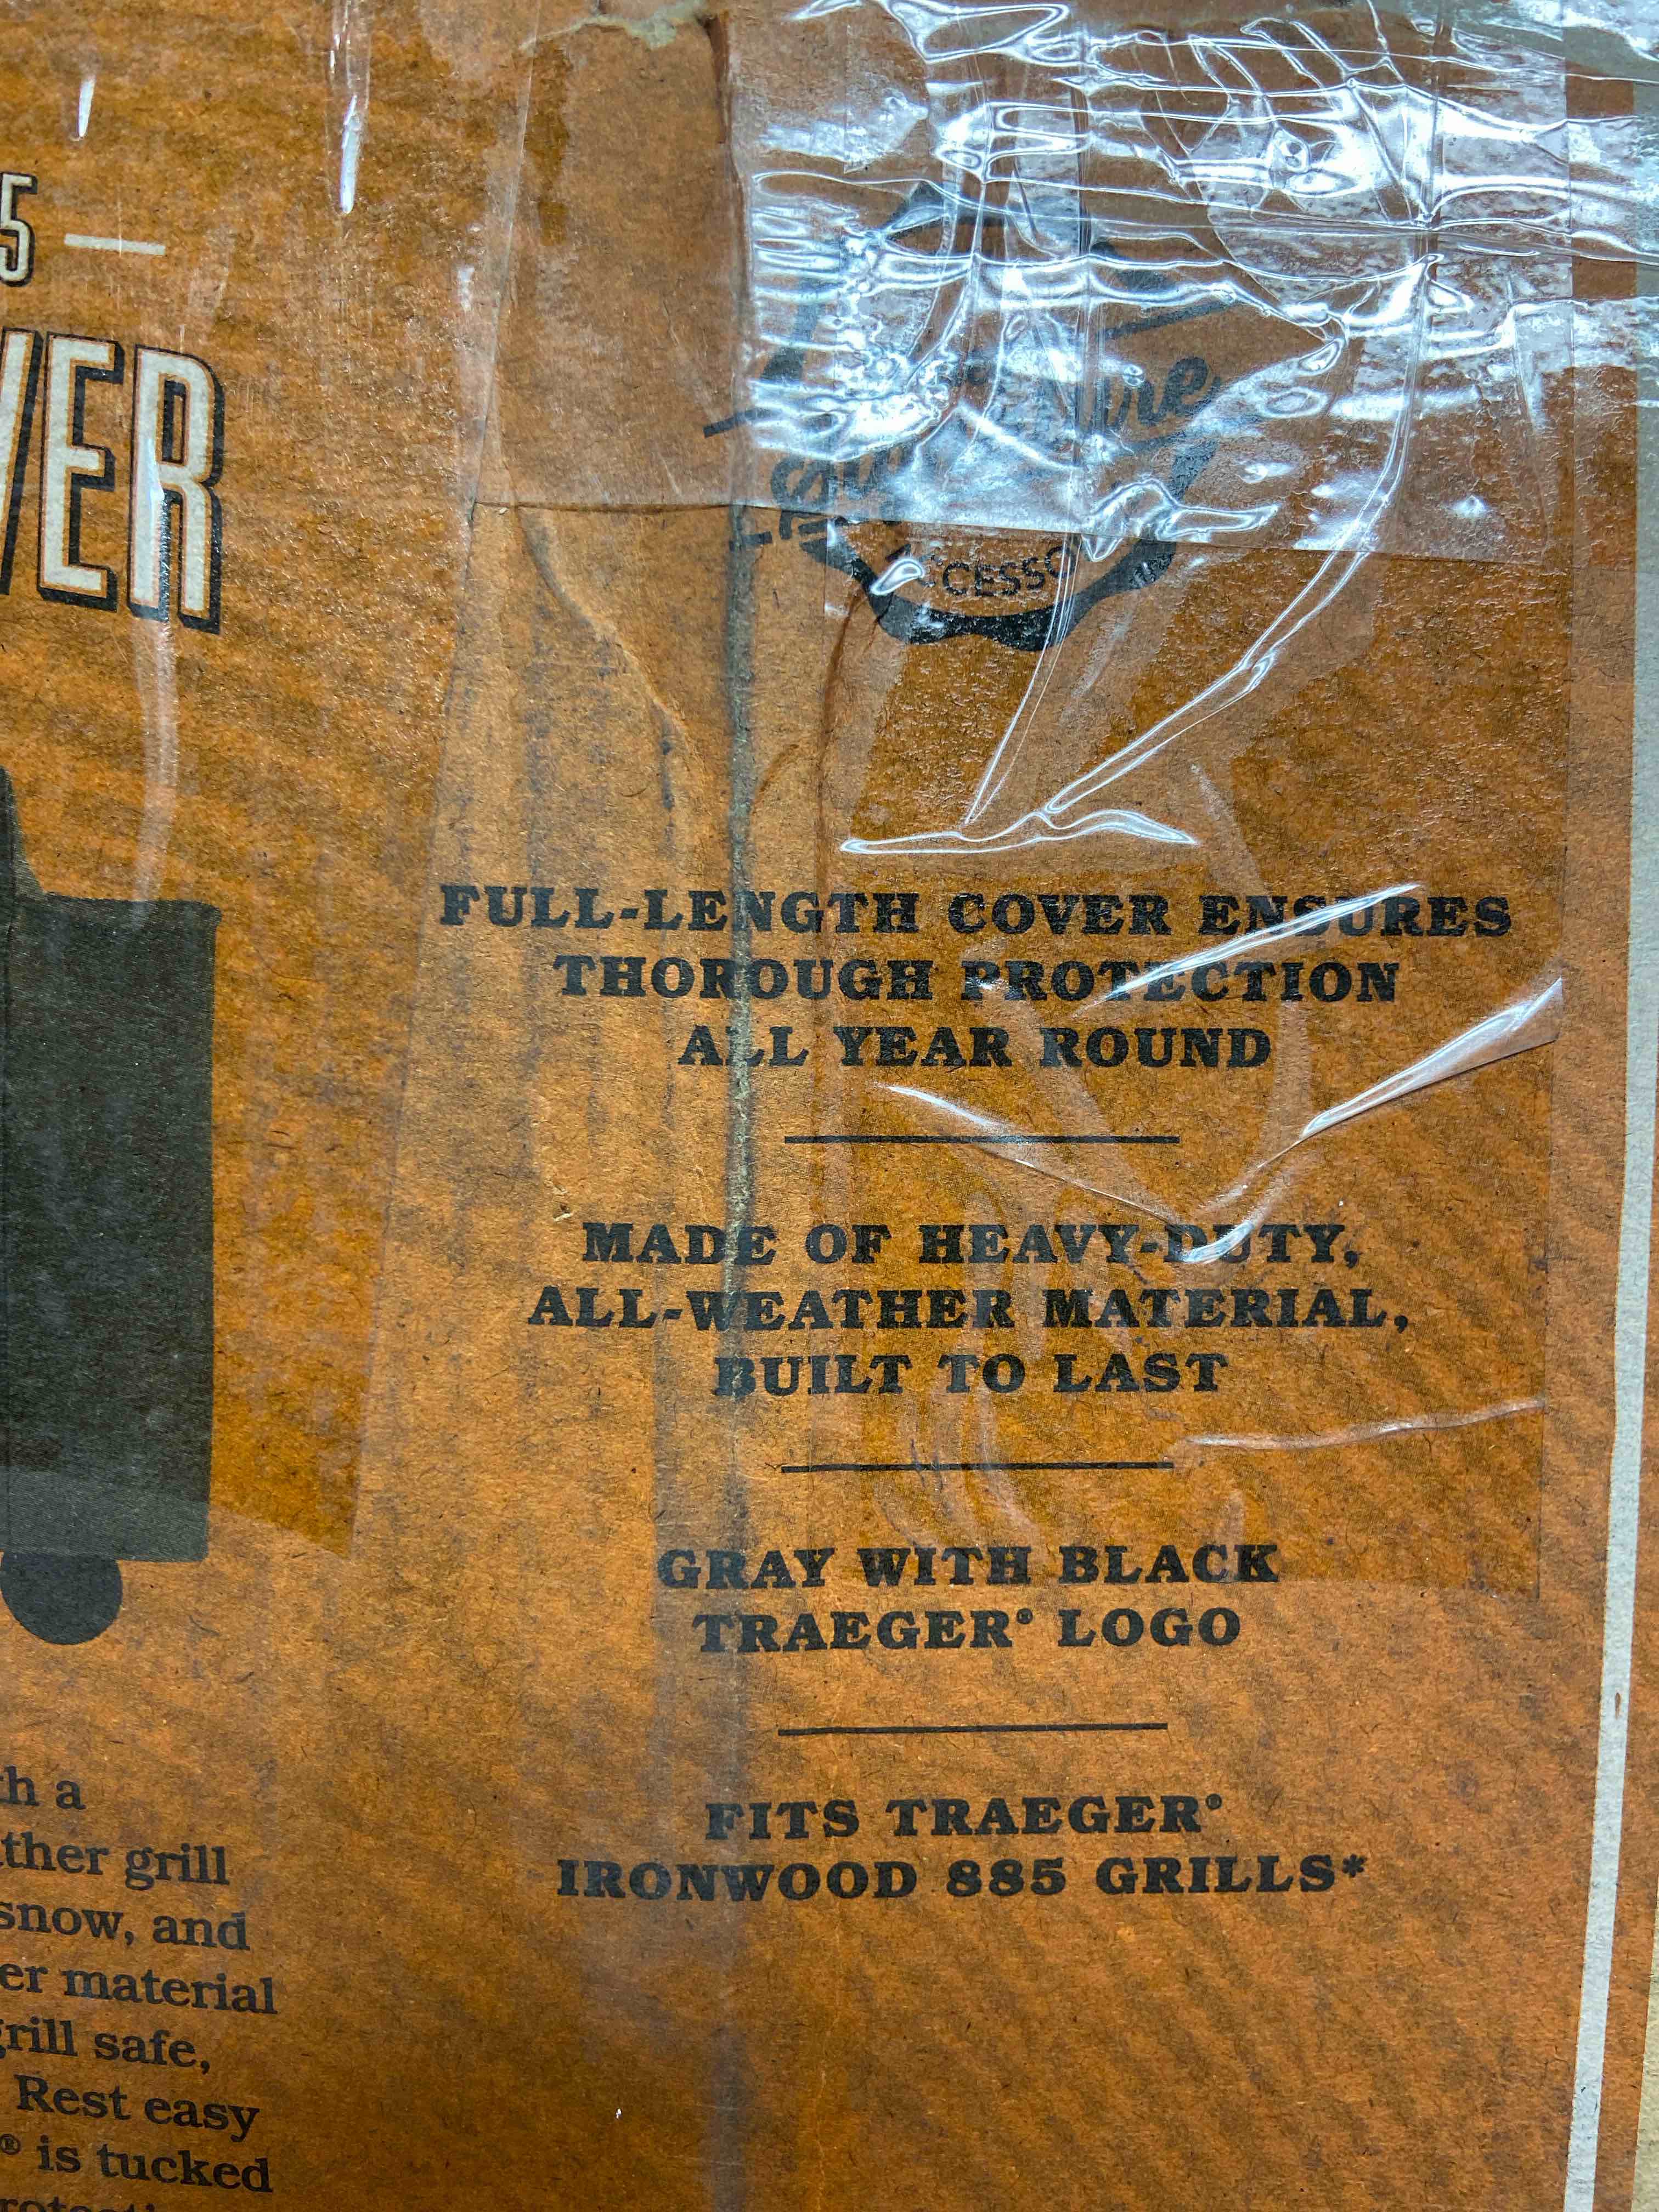 5 —
VER
FULL-LENGTH COVER ENSURES
THOROUGH PROTECTION
ALL YEAR ROUND
MADE OF HEAVY-DUTY,
ALL-WEATHER MATERIAL,
BUILT TO LAST
GRAY WITH BLACK
TRAEGER® LOGO
FITS TRAEGER®
IRONWOOD 885 GRILLS*
th a
ther grill
snow, and
er material
grill safe,
Rest easy
® is tucked